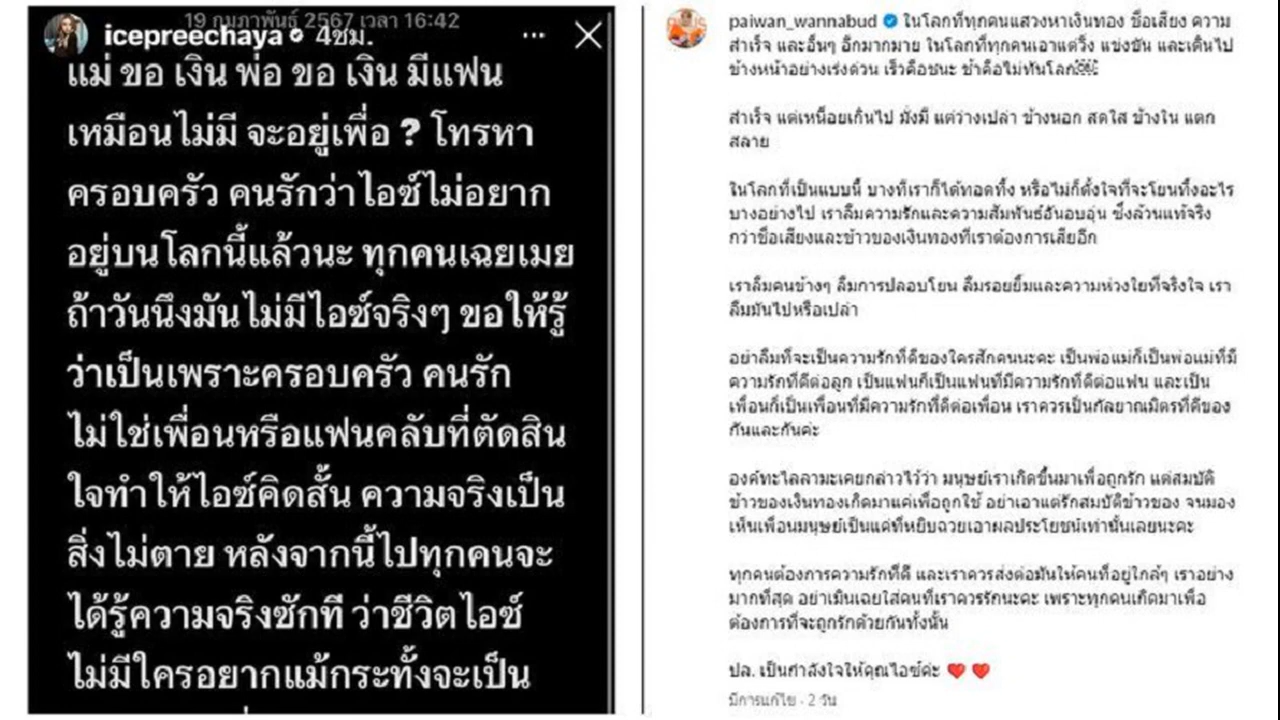 19 กุมภาพันธ์ 2567 เวลา 16:42
icepreechaya 4ชม.
แม่ ขอ เงิน พ่อ ขอ เงิน มีแฟน
เหมือนไม่มี จะอยู่เพื่อ ? โทรหา
ครอบครัว คนรักว่าไอซ์ไม่อยาก
อยู่บนโลกนี้แล้วนะ ทุกคนเฉยเมย
ถ้าวันนึงมันไม่มีไอซ์จริงๆ ขอให้รู้
ว่าเป็นเพราะครอบครัว คนรัก
ไม่ใช่เพื่อนหรือแฟนคลับที่ตัดสิน
ใจทำให้ไอซ์คิดสั้น ความจริงเป็น
สิ่งไม่ตาย หลังจากนี้ไปทุกคนจะ
ได้รู้ความจริงซักที ว่าชีวิตไอซ์
ไม่มีใครอยากแม้กระทั้งจะเป็น
paiwan_wannabud ในโลกที่ทุกคนแสวงหาเงินทอง ชื่อเสียง ความ
สำเร็จ และอื่นๆ อีกมากมาย ในโลกที่ทุกคนเอาแต่วิ่ง แข่งขัน และเดินไป
ข้างหน้าอย่างเร่งด่วน เร็วคือชนะ ช้าคือไม่ทันโลก
สำเร็จ แต่เหนื่อยเกินไป มั่งมี แต่ว่างเปล่า ข้างนอก สดใส ข้างใน แตก
สลาย
ในโลกที่เป็นแบบนี้ บางทีเราก็ได้ทอดทิ้ง หรือไม่ก็ตั้งใจที่จะโยนทิ้งอะไร
บางอย่างไป เราลืมความรักและความสัมพันธ์อันอบอุ่น ซึ่งล้วนแท้จริง
กว่าชื่อเสียงและข้าวของเงินทองที่เราต้องการเสียอีก
เราลืมคนข้างๆ ลืมการปลอบโยน ลืมรอยยิ้มและความห่วงใยที่จริงใจ เรา
ลืมมันไปหรือเปล่า
อย่าลืมที่จะเป็นความรักที่ดีของใครสักคนนะคะ เป็นพ่อแม่ก็เป็นพ่อแม่ที่มี
ความรักที่ดีต่อลูก เป็นแฟนก็เป็นแฟนที่มีความรักที่ดีต่อแฟน และเป็น
เพื่อนก็เป็นเพื่อนที่มีความรักที่ดีต่อเพื่อน เราควรเป็นกัลยาณมิตรที่ดีของ
กันและกันค่ะ
องค์ทะไลลามะเคยกล่าวไว้ว่า มนุษย์เราเกิดขึ้นมาเพื่อถูกรัก แต่สมบัติ
ข้าวของเงินทองเกิดมาแค่เพื่อถูกใช้ อย่าเอาแต่รักสมบัติข้าวของ จนมอง
เห็นเพื่อนมนุษย์เป็นแค่ที่หยิบฉวยเอาผลประโยชน์เท่านั้นเลยนะคะ
ทุกคนต้องการความรักที่ดี และเราควรส่งต่อมันให้คนที่อยู่ใกล้ๆ เราอย่าง
มากที่สุด อย่าเมินเฉยใส่คนที่เราควรรักนะคะ เพราะทุกคนเกิดมาเพื่อ
ต้องการที่จะถูกรักด้วยกันทั้งนั้น
ปล. เป็นกำลังใจให้คุณไอซ์ค่ะ ❤️ ❤️
มีการแก้ไข · 2 วัน